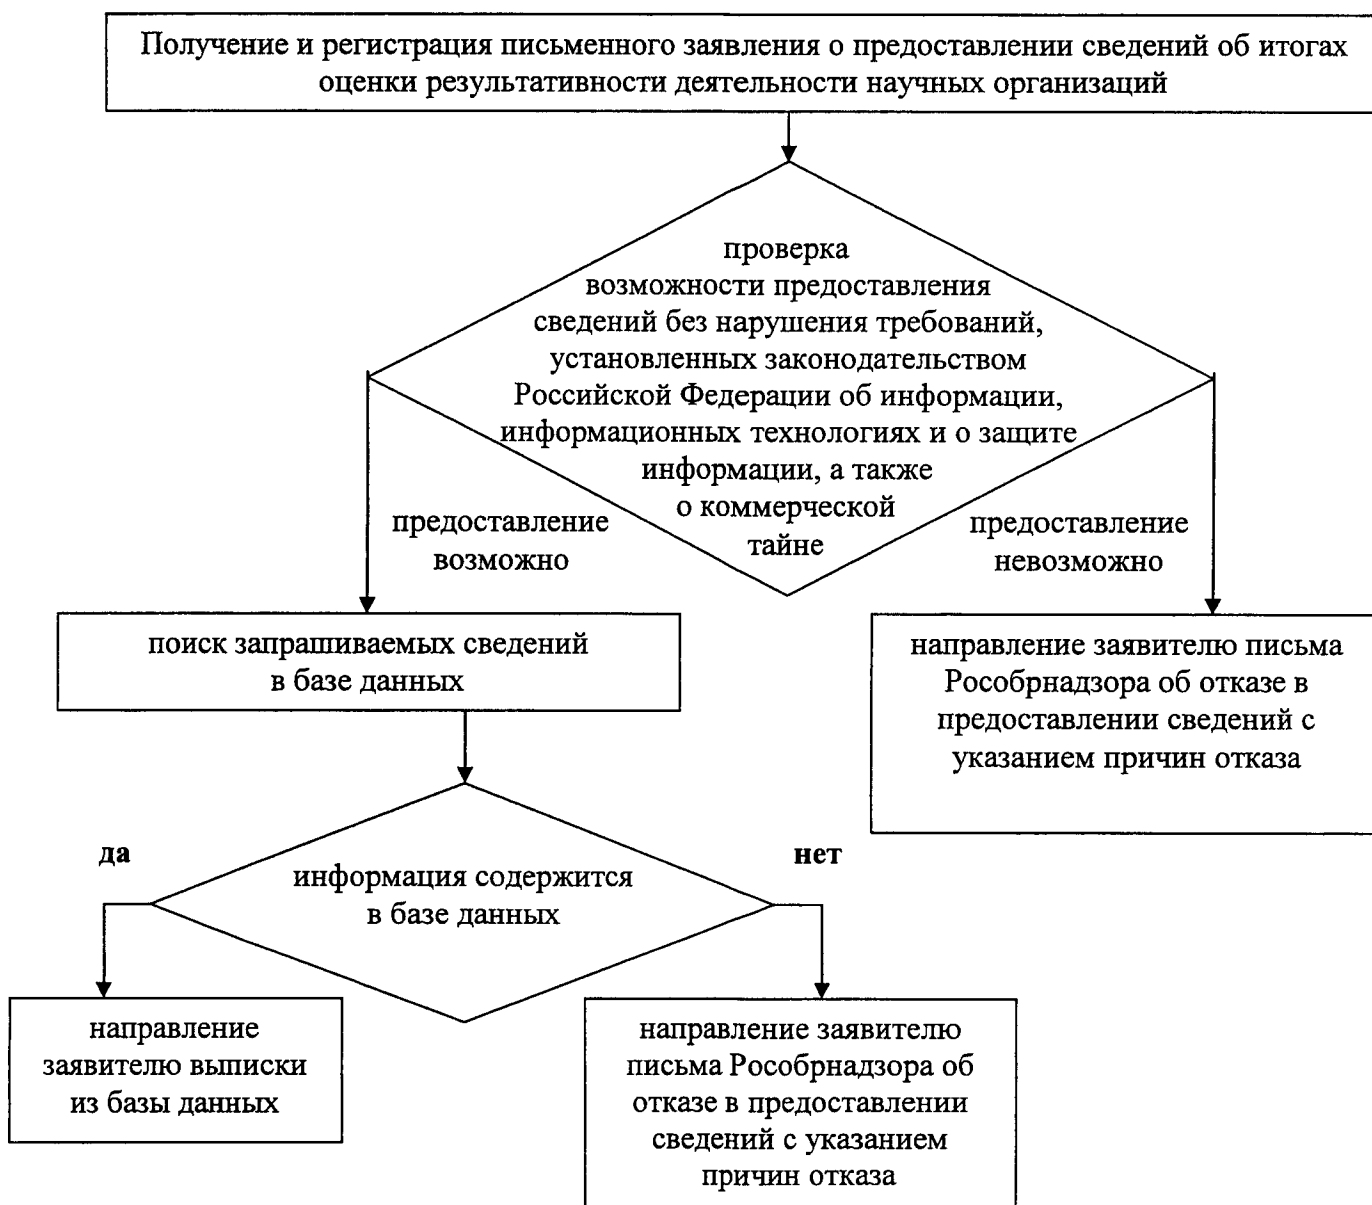 Получение и регистрация письменного заявления о предоставлении сведений об итогах
оценки результативности деятельности научных организаций
проверка
возможности предоставления
сведений без нарушения требований,
установленных законодательством
Российской Федерации об информации,
информационных технологиях и о защите
информации, а также
о коммерческой
тайне
предоставление
возможно
предоставление
невозможно
поиск запрашиваемых сведений
в базе данных
направление заявителю письма
Рособрнадзора об отказе в
предоставлении сведений с
указанием причин отказа
да
нет
информация содержится
в базе данных
направление
заявителю выписки
из базы данных
направление заявителю
письма Рособрнадзора об
отказе в предоставлении
сведений с указанием
причин отказа